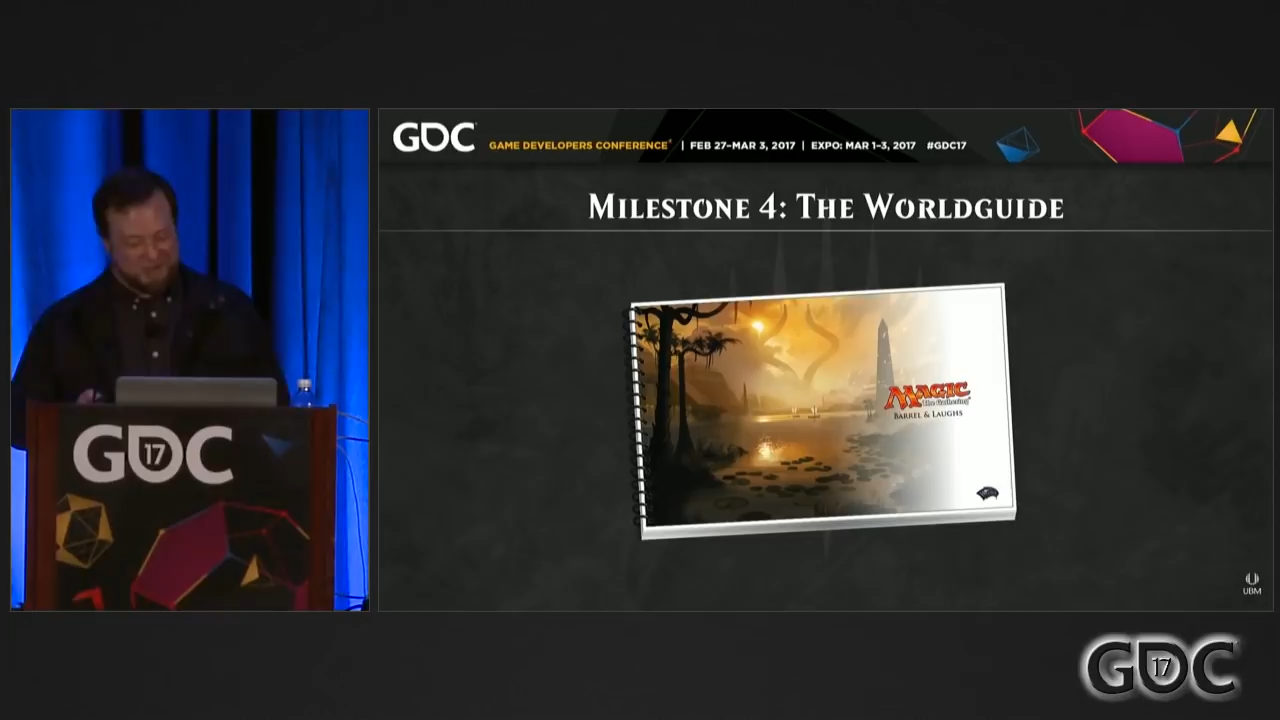 GDC
GAME DEVELOPERS CONFERENCE® | FEB 27–MAR 3, 2017 | EXPO: MAR 1–3, 2017 #GDC17
MILESTONE 4: THE WORLDGUIDE
MAGIC
The Gathering®
BARREL & LAUGHS
GDC
17
UBM
GDC
17